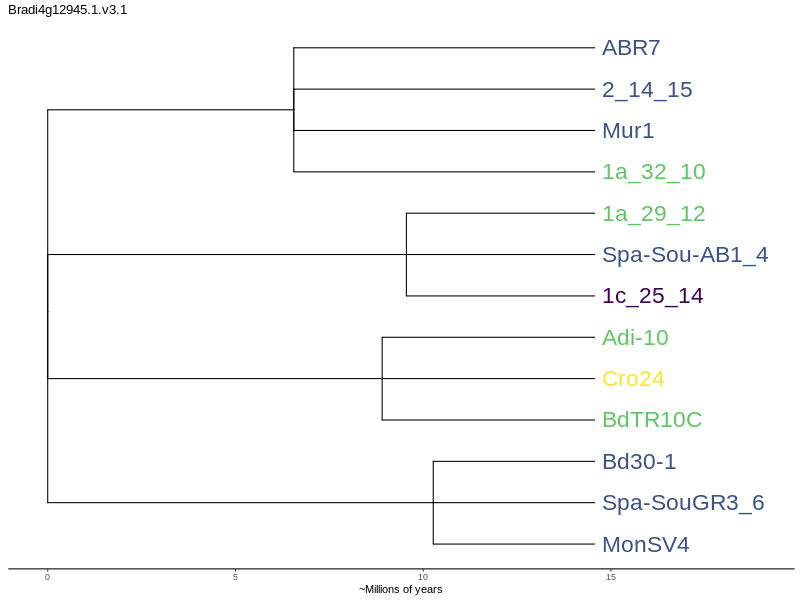 Bradi4g12945.1.v3.1
ABR7
2_14_15
Mur1
1a_32_10
1a_29_12
Spa-Sou-AB1_4
1c_25_14
Adi-10
Cro24
BdTR10C
Bd30-1
Spa-SouGR3_6
MonSV4
0 5 10 15
~Millions of years